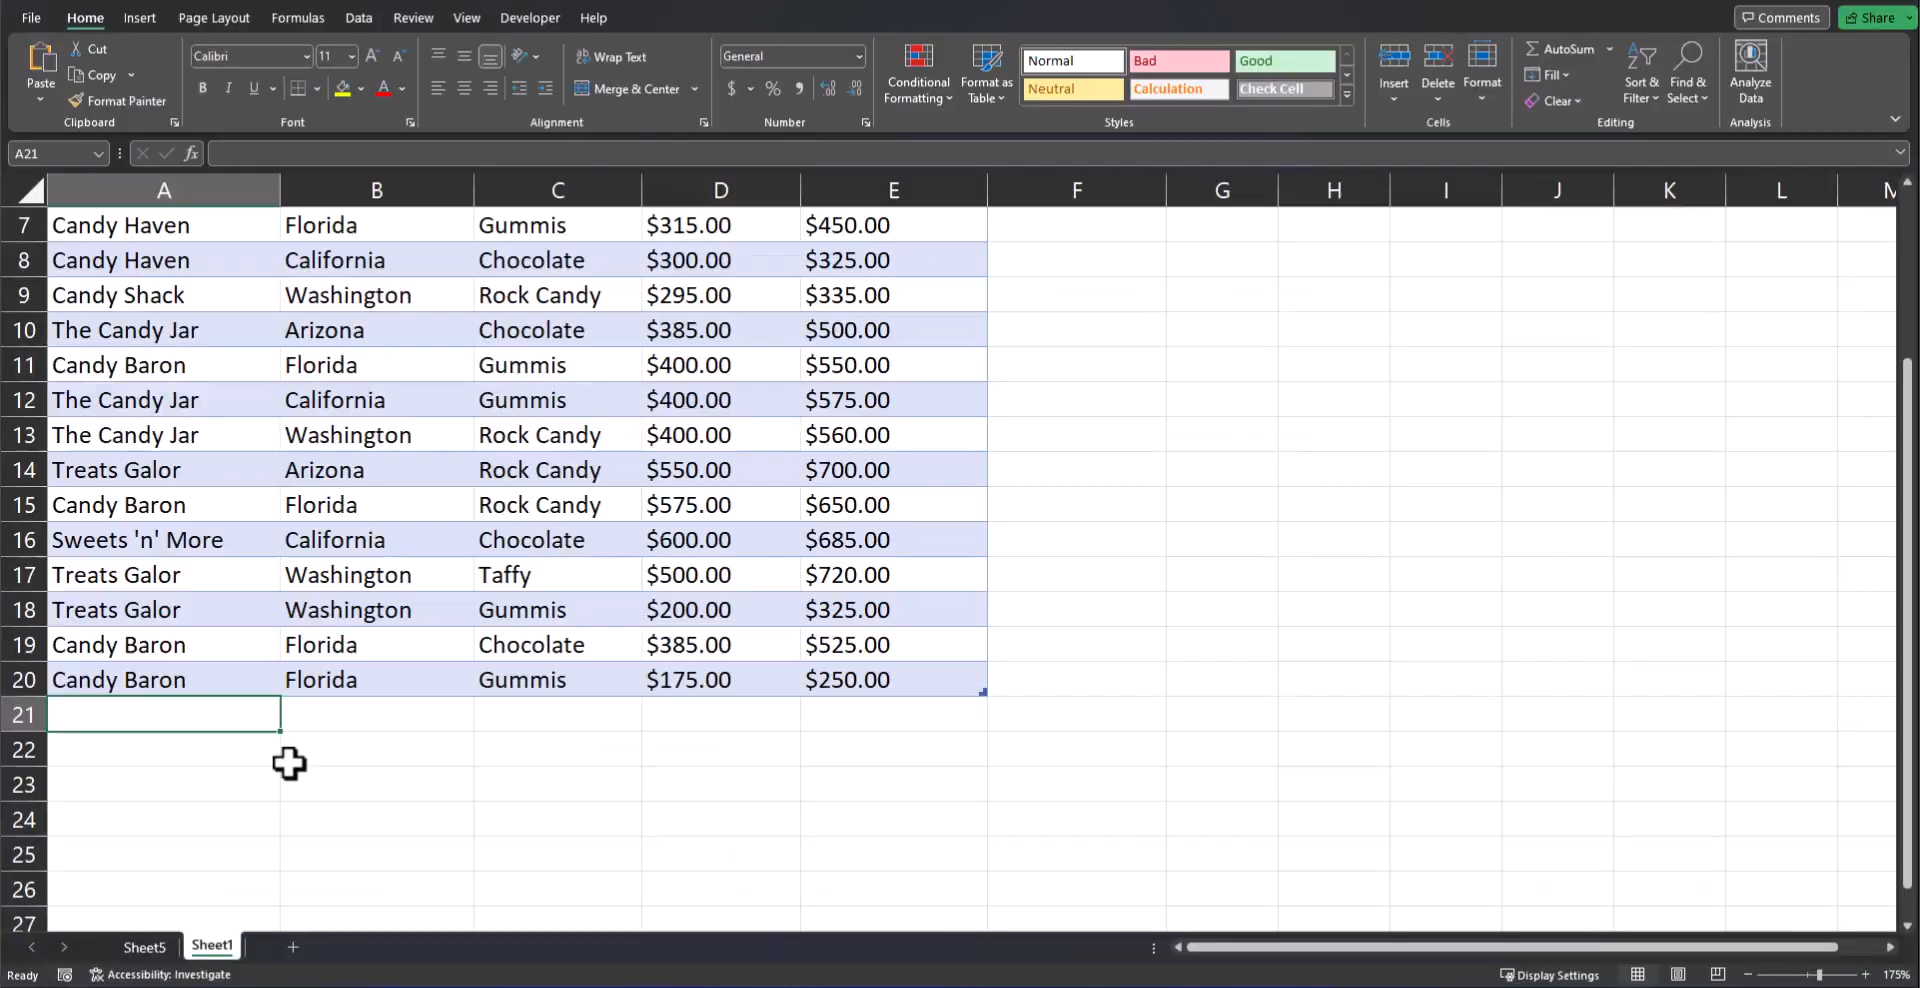 File Home Insert Page Layout Formulas Data Review View Developer Help Comments Share
Paste Cut Copy Format Painter Clipboard
Calibri 11 B I U A Font
Wrap Text Merge & Center Alignment
General $ % , Number
Conditional Formatting Format as Table Normal Bad Good Neutral Calculation Check Cell Styles
Insert Delete Format Cells
AutoSum Fill Clear Sort & Filter Find & Select Editing
Analyze Data Analysis
A21 fx
A B C D E F G H I J K L M
7 Candy Haven Florida Gummis $315.00 $450.00
8 Candy Haven California Chocolate $300.00 $325.00
9 Candy Shack Washington Rock Candy $295.00 $335.00
10 The Candy Jar Arizona Chocolate $385.00 $500.00
11 Candy Baron Florida Gummis $400.00 $550.00
12 The Candy Jar California Gummis $400.00 $575.00
13 The Candy Jar Washington Rock Candy $400.00 $560.00
14 Treats Galor Arizona Rock Candy $550.00 $700.00
15 Candy Baron Florida Rock Candy $575.00 $650.00
16 Sweets 'n' More California Chocolate $600.00 $685.00
17 Treats Galor Washington Taffy $500.00 $720.00
18 Treats Galor Washington Gummis $200.00 $325.00
19 Candy Baron Florida Chocolate $385.00 $525.00
20 Candy Baron Florida Gummis $175.00 $250.00
21
22
23
24
25
26
27
Sheet5 Sheet1 +
Ready Accessibility: Investigate Display Settings 175%